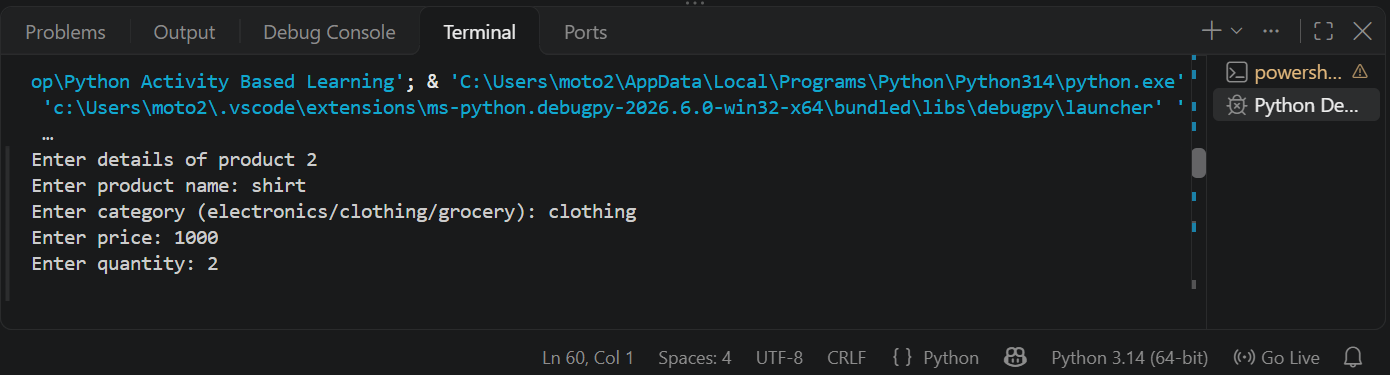 Problems Output Debug Console Terminal Ports
op\Python Activity Based Learning'; & 'C:\Users\moto2\AppData\Local\Programs\Python\Python314\python.exe'
'c:\Users\moto2\.vscode\extensions\ms-python.debugpy-2026.6.0-win32-x64\bundled\libs\debugpy\launcher' '
…
Enter details of product 2
Enter product name: shirt
Enter category (electronics/clothing/grocery): clothing
Enter price: 1000
Enter quantity: 2
powersh...
Python De...
Ln 60, Col 1 Spaces: 4 UTF-8 CRLF {} Python Python 3.14 (64-bit) Go Live